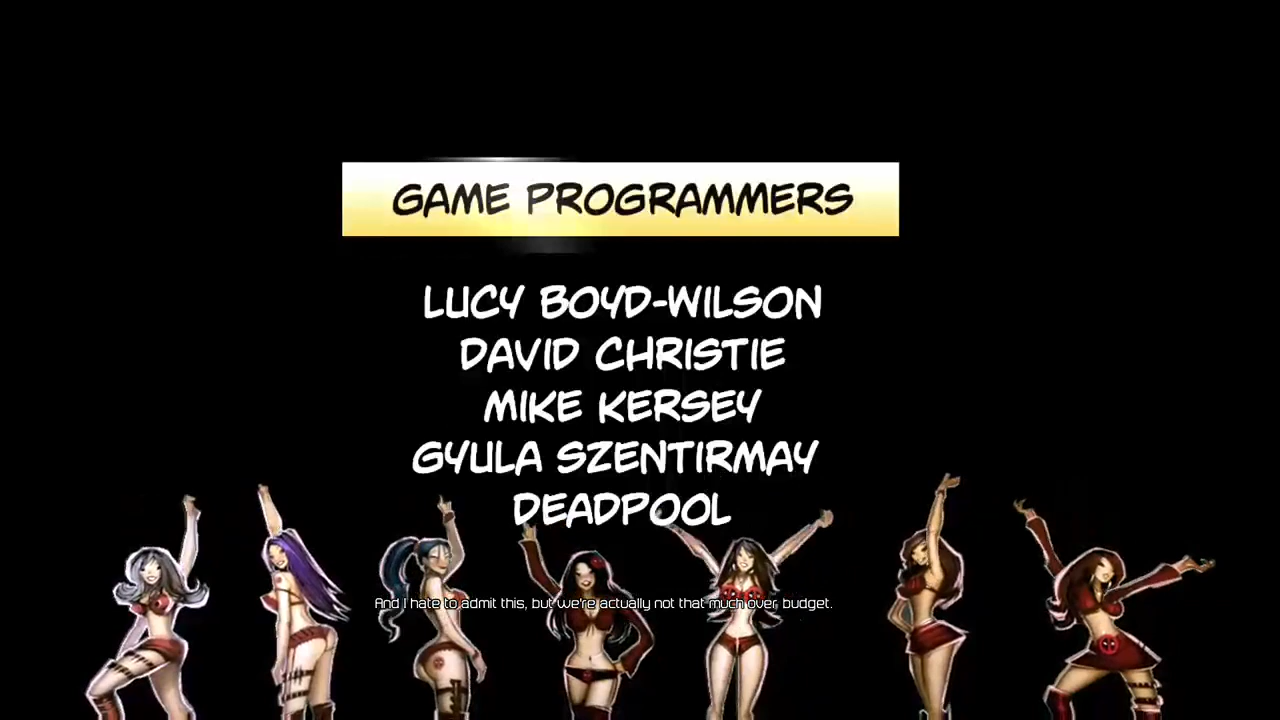 GAME PROGRAMMERS
LUCY BOYD-WILSON
DAVID CHRISTIE
MIKE KERSEY
GYULA SZENTIRMAY
DEADPOOL
And I hate to admit this, but we're actually not that much over budget.